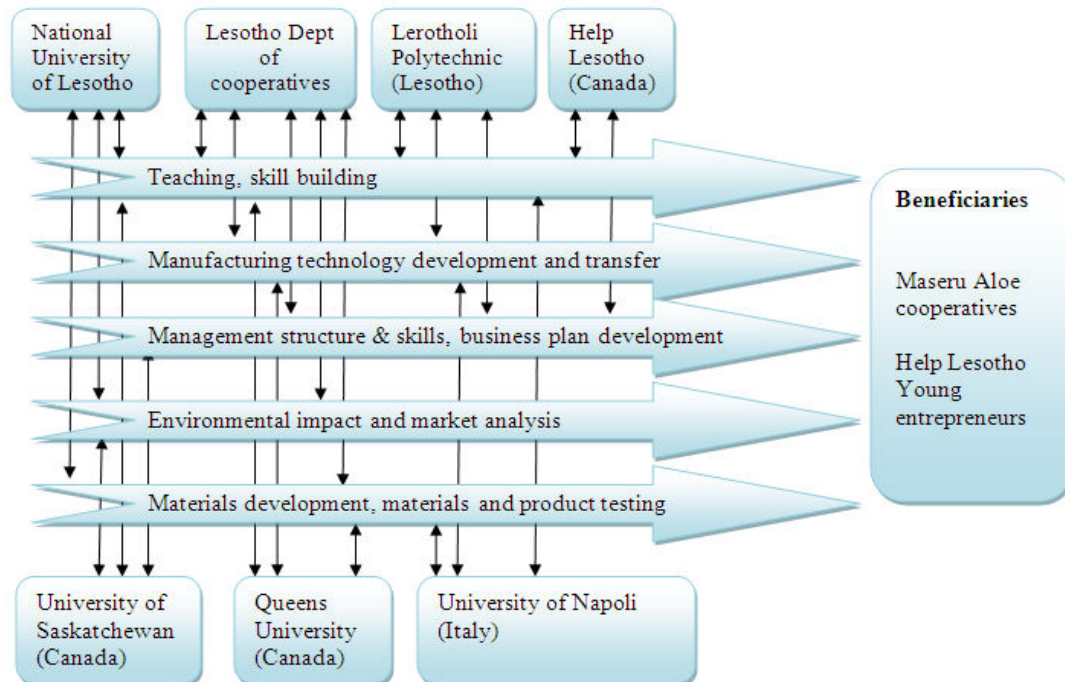 National
University
of Lesotho
Lesotho Dept
of
cooperatives
Lerotholi
Polytechnic
(Lesotho)
Help
Lesotho
(Canada)
Teaching, skill building
Manufacturing technology development and transfer
Management structure & skills, business plan development
Environmental impact and market analysis
Materials development, materials and product testing
Beneficiaries
Maseru Aloe
cooperatives
Help Lesotho
Young
entrepreneurs
University of
Saskatchewan
(Canada)
Queens
University
(Canada)
University of Napoli
(Italy)